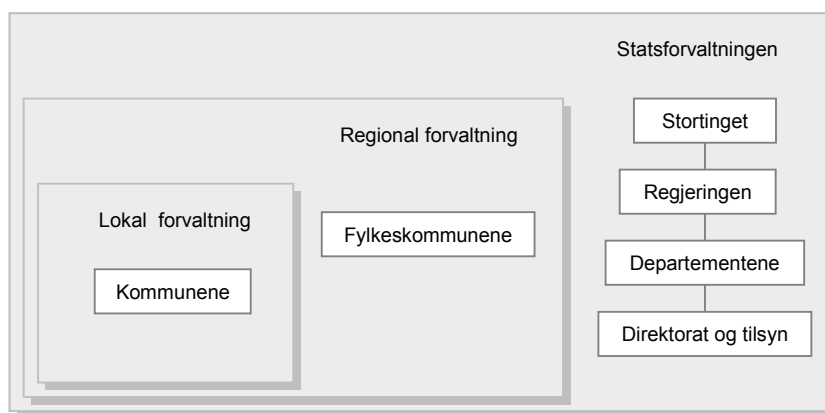 Statsforvaltningen
Stortinget
Regional forvaltning
Regjeringen
Lokal forvaltning
Fylkeskommunene
Departementene
Kommunene
Direktorat og tilsyn